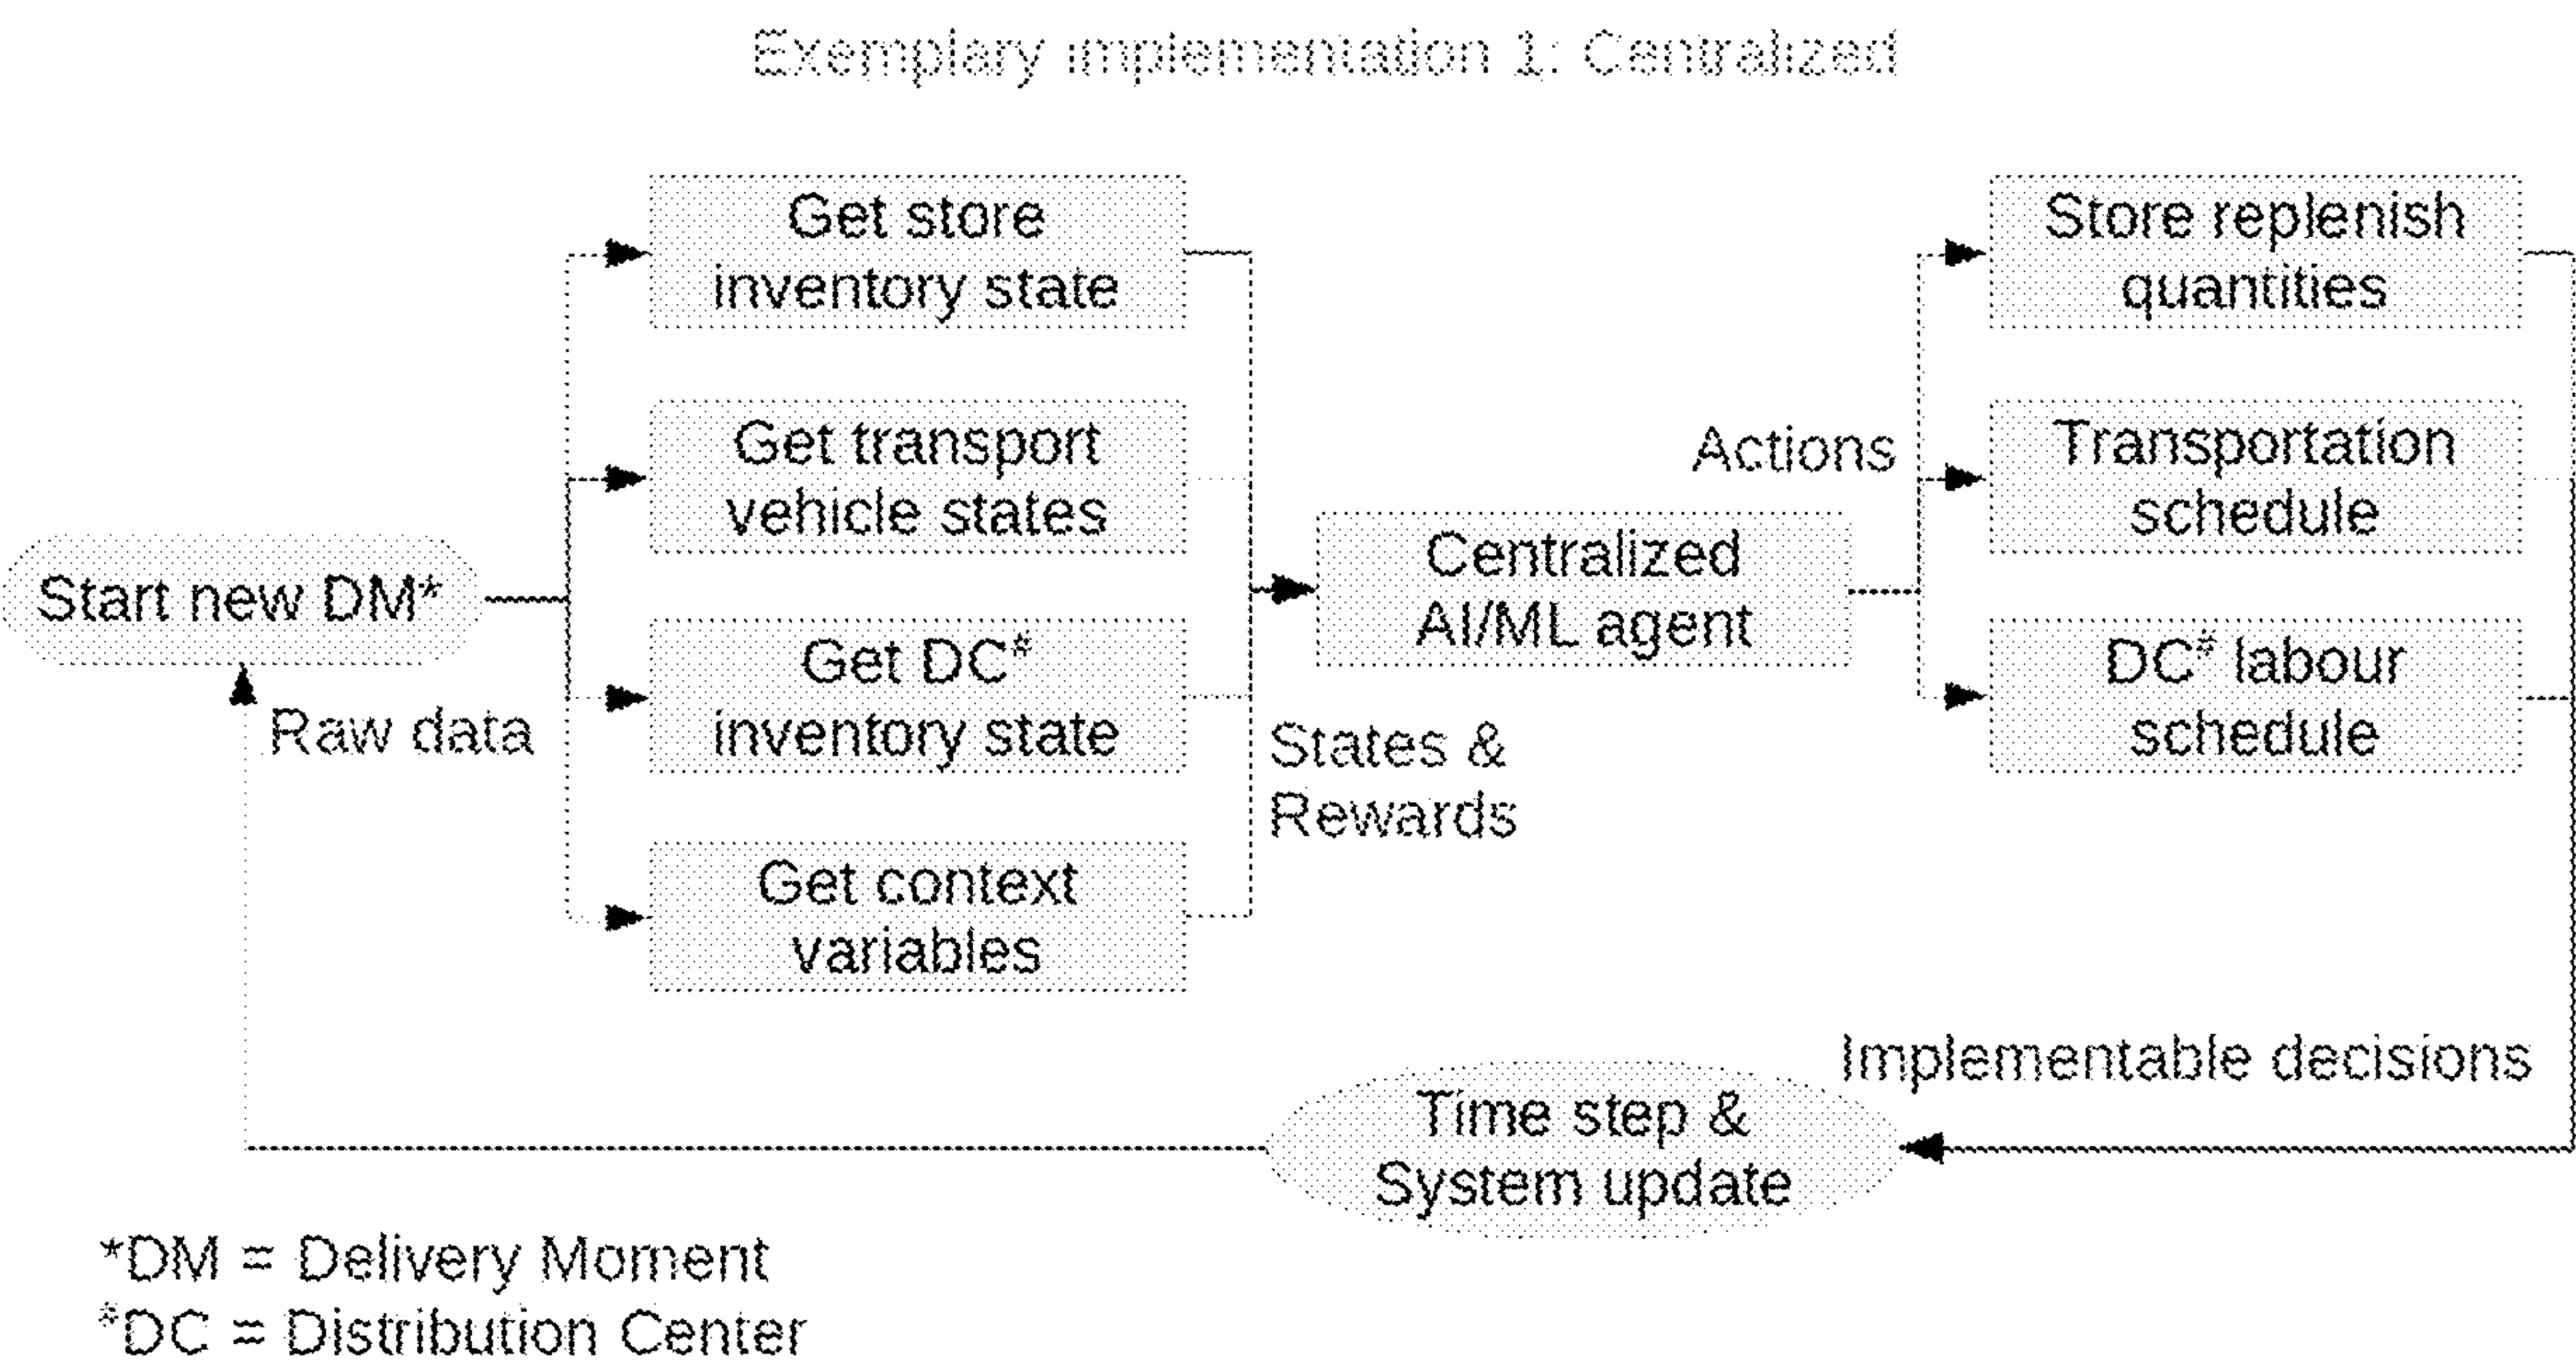 Exemplary implementation 1: Centralized
Get store
inventory state
Get transport
vehicle states
Start new DM*
Get DC#
inventory state
Raw data
Get context
variables
States &
Rewards
Centralized
AI/ML agent
Actions
Store replenish
quantities
Transportation
schedule
DC# labour
schedule
Implementable decisions
Time step &
System update
*DM = Delivery Moment
#DC = Distribution Center